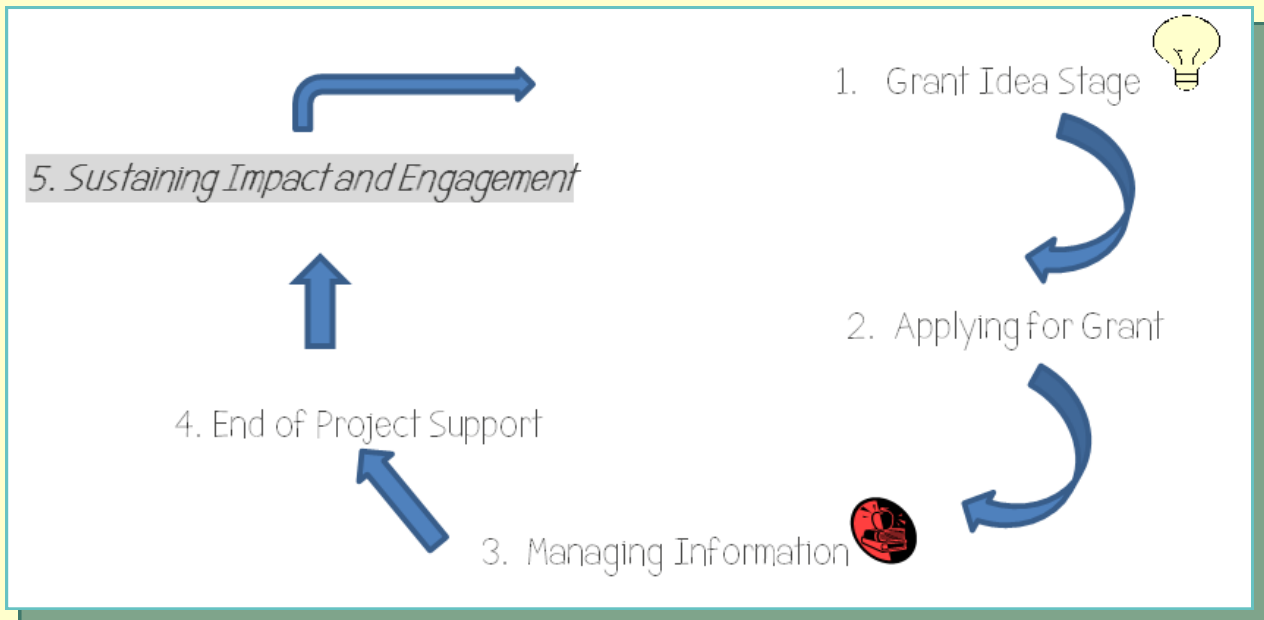 1. Grant Idea Stage
2. Applying for Grant
3. Managing Information
4. End of Project Support
5. Sustaining Impact and Engagement